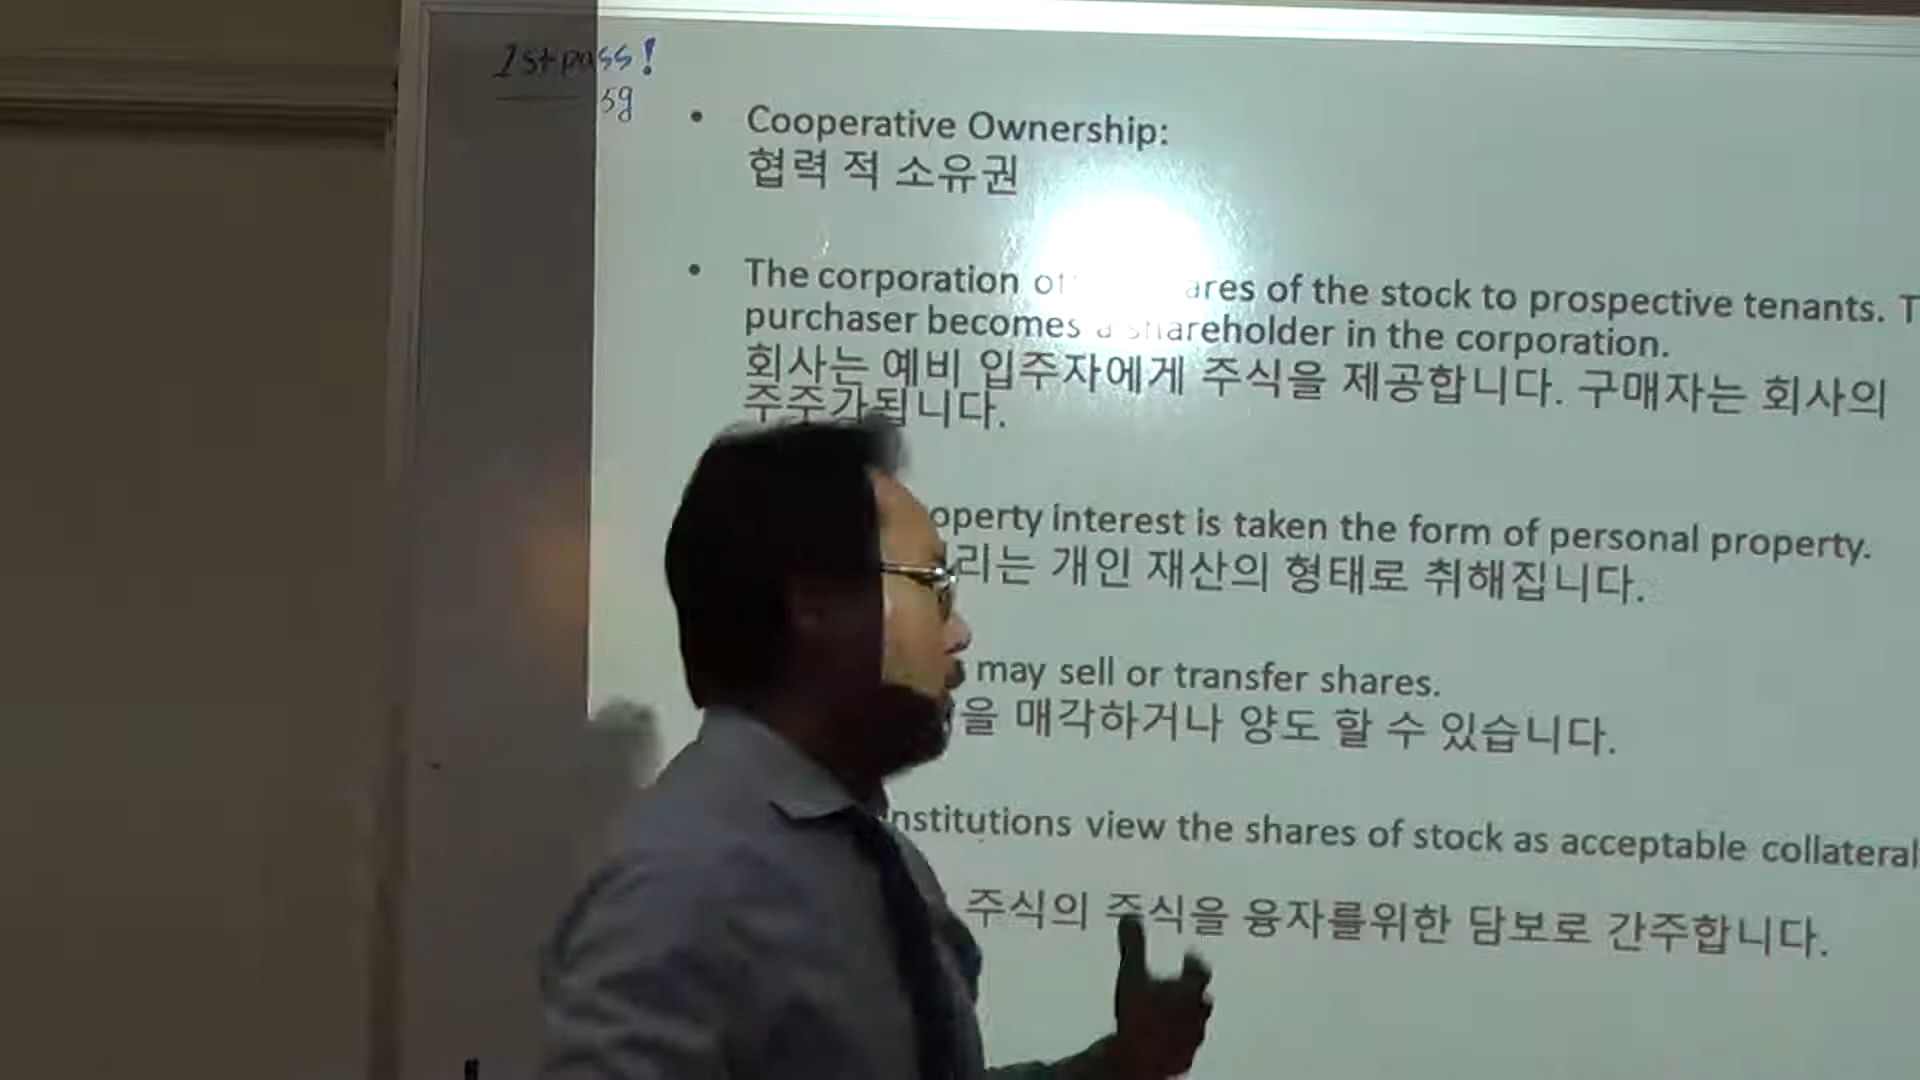 1st pass!
sg
• Cooperative Ownership:
협력 적 소유권
• The corporation of the stock to prospective tenants.
purchaser becomes a shareholder in the corporation.
회사는 예비 입주자에게 주식을 제공합니다. 구매자는 회사의
주주가됩니다.
interest is taken the form of personal property.
개인 재산의 형태로 취해집니다.
may sell or transfer shares.
매각하거나 양도 할 수 있습니다.
view the shares of stock as acceptable collateral
주식의 주식을 융자를위한 담보로 간주합니다.